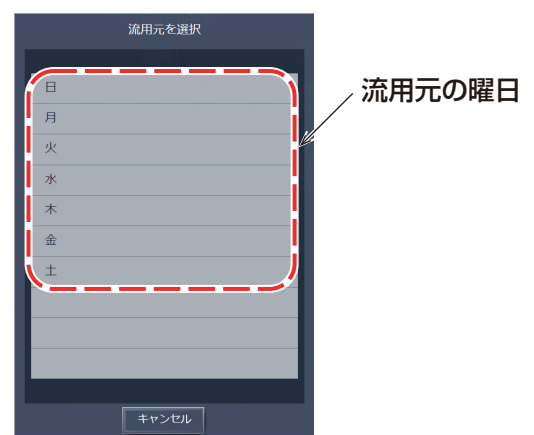 流用元を選択
日
月
火
水
木
金
土
キャンセル
流用元の曜日